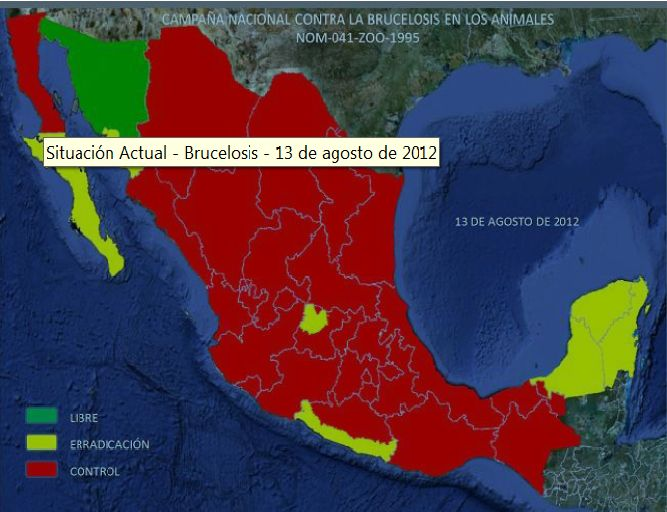 CAMPAÑA NACIONAL CONTRA LA BRUCELOSIS EN LOS ANIMALES
NOM-041-ZOO-1995
Situación Actual - Brucelosis - 13 de agosto de 2012
13 DE AGOSTO DE 2012
LIBRE
ERRADICACIÓN
CONTROL